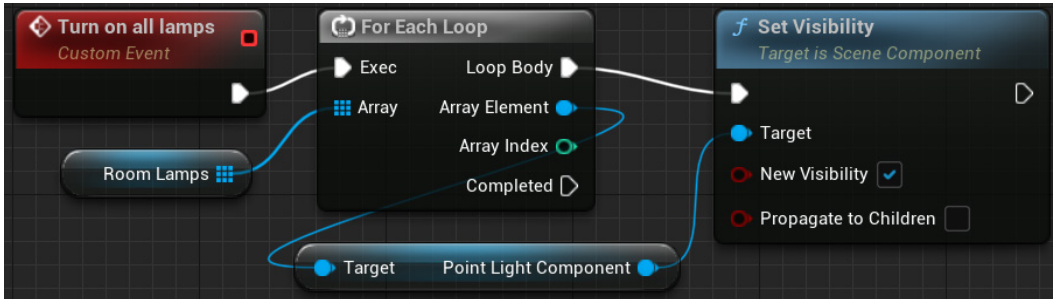 Turn on all lamps
Custom Event
For Each Loop
Exec
Loop Body
Array
Array Element
Array Index
Completed
Room Lamps
Target
Point Light Component
f Set Visibility
Target is Scene Component
Target
New Visibility
Propagate to Children